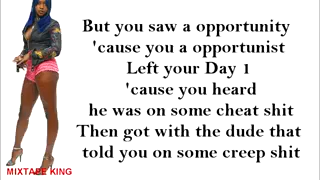 But you saw a opportunity
'cause you a opportunist
Left your Day 1
'cause you heard
he was on some cheat shit
Then got with the dude that
told you on some creep shit
MIXTAPE KING